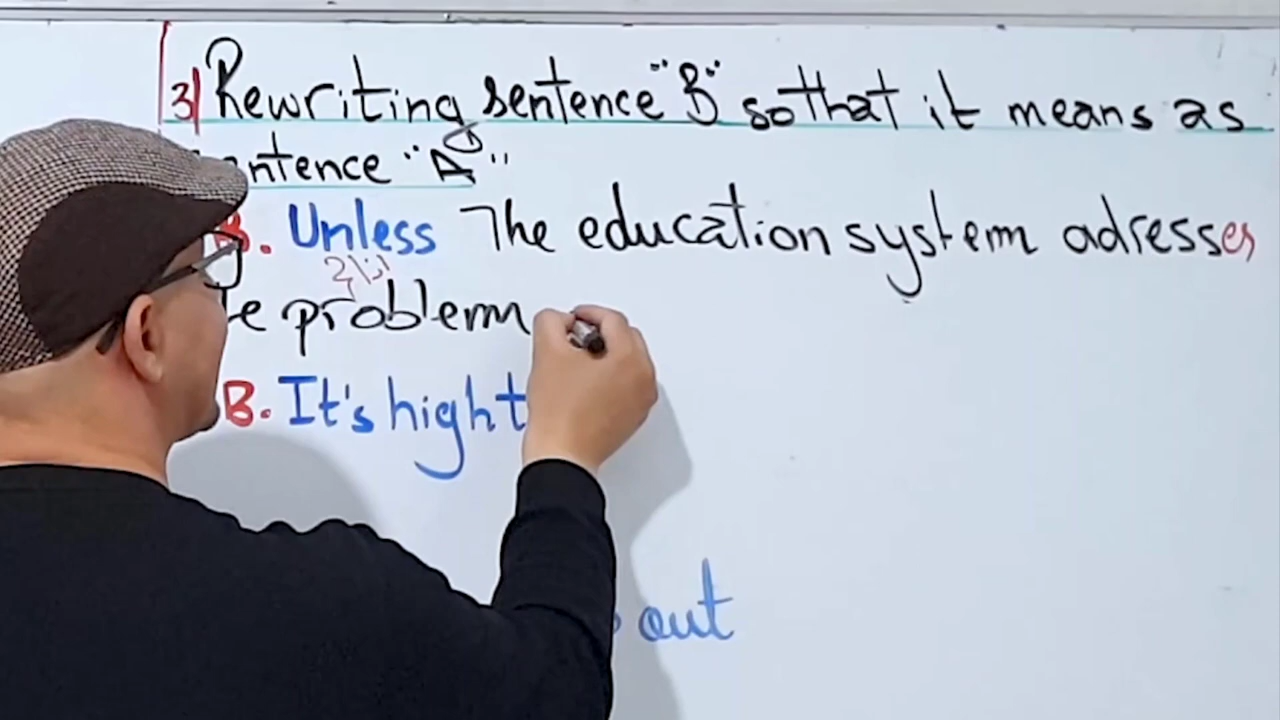 3) Rewriting sentence "B" so that it means as
entence "A"
B. Unless The education system adresses
e problem
B. It's high t
out